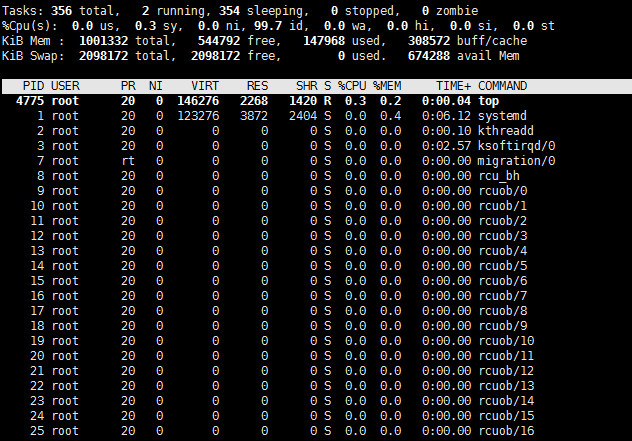 Tasks: 356 total,   2 running, 354 sleeping,   0 stopped,   0 zombie
%Cpu(s):  0.0 us,  0.3 sy,  0.0 ni, 99.7 id,  0.0 wa,  0.0 hi,  0.0 si,  0.0 st
KiB Mem :  1001332 total,   544792 free,   147968 used,   308572 buff/cache
KiB Swap:  2098172 total,  2098172 free,        0 used.   674288 avail Mem
PID USER      PR  NI    VIRT    RES    SHR S %CPU %MEM     TIME+ COMMAND
4775 root      20   0  146276   2268   1420 R  0.3  0.2   0:00.04 top
1 root      20   0  123276   3872   2404 S  0.0  0.4   0:06.12 systemd
2 root      20   0       0      0      0 S  0.0  0.0   0:00.10 kthreadd
3 root      20   0       0      0      0 S  0.0  0.0   0:02.57 ksoftirqd/0
7 root      rt   0       0      0      0 S  0.0  0.0   0:00.00 migration/0
8 root      20   0       0      0      0 S  0.0  0.0   0:00.00 rcu_bh
9 root      20   0       0      0      0 S  0.0  0.0   0:00.00 rcuob/0
10 root      20   0       0      0      0 S  0.0  0.0   0:00.00 rcuob/1
11 root      20   0       0      0      0 S  0.0  0.0   0:00.00 rcuob/2
12 root      20   0       0      0      0 S  0.0  0.0   0:00.00 rcuob/3
13 root      20   0       0      0      0 S  0.0  0.0   0:00.00 rcuob/4
14 root      20   0       0      0      0 S  0.0  0.0   0:00.00 rcuob/5
15 root      20   0       0      0      0 S  0.0  0.0   0:00.00 rcuob/6
16 root      20   0       0      0      0 S  0.0  0.0   0:00.00 rcuob/7
17 root      20   0       0      0      0 S  0.0  0.0   0:00.00 rcuob/8
18 root      20   0       0      0      0 S  0.0  0.0   0:00.00 rcuob/9
19 root      20   0       0      0      0 S  0.0  0.0   0:00.00 rcuob/10
20 root      20   0       0      0      0 S  0.0  0.0   0:00.00 rcuob/11
21 root      20   0       0      0      0 S  0.0  0.0   0:00.00 rcuob/12
22 root      20   0       0      0      0 S  0.0  0.0   0:00.00 rcuob/13
23 root      20   0       0      0      0 S  0.0  0.0   0:00.00 rcuob/14
24 root      20   0       0      0      0 S  0.0  0.0   0:00.00 rcuob/15
25 root      20   0       0      0      0 S  0.0  0.0   0:00.00 rcuob/16